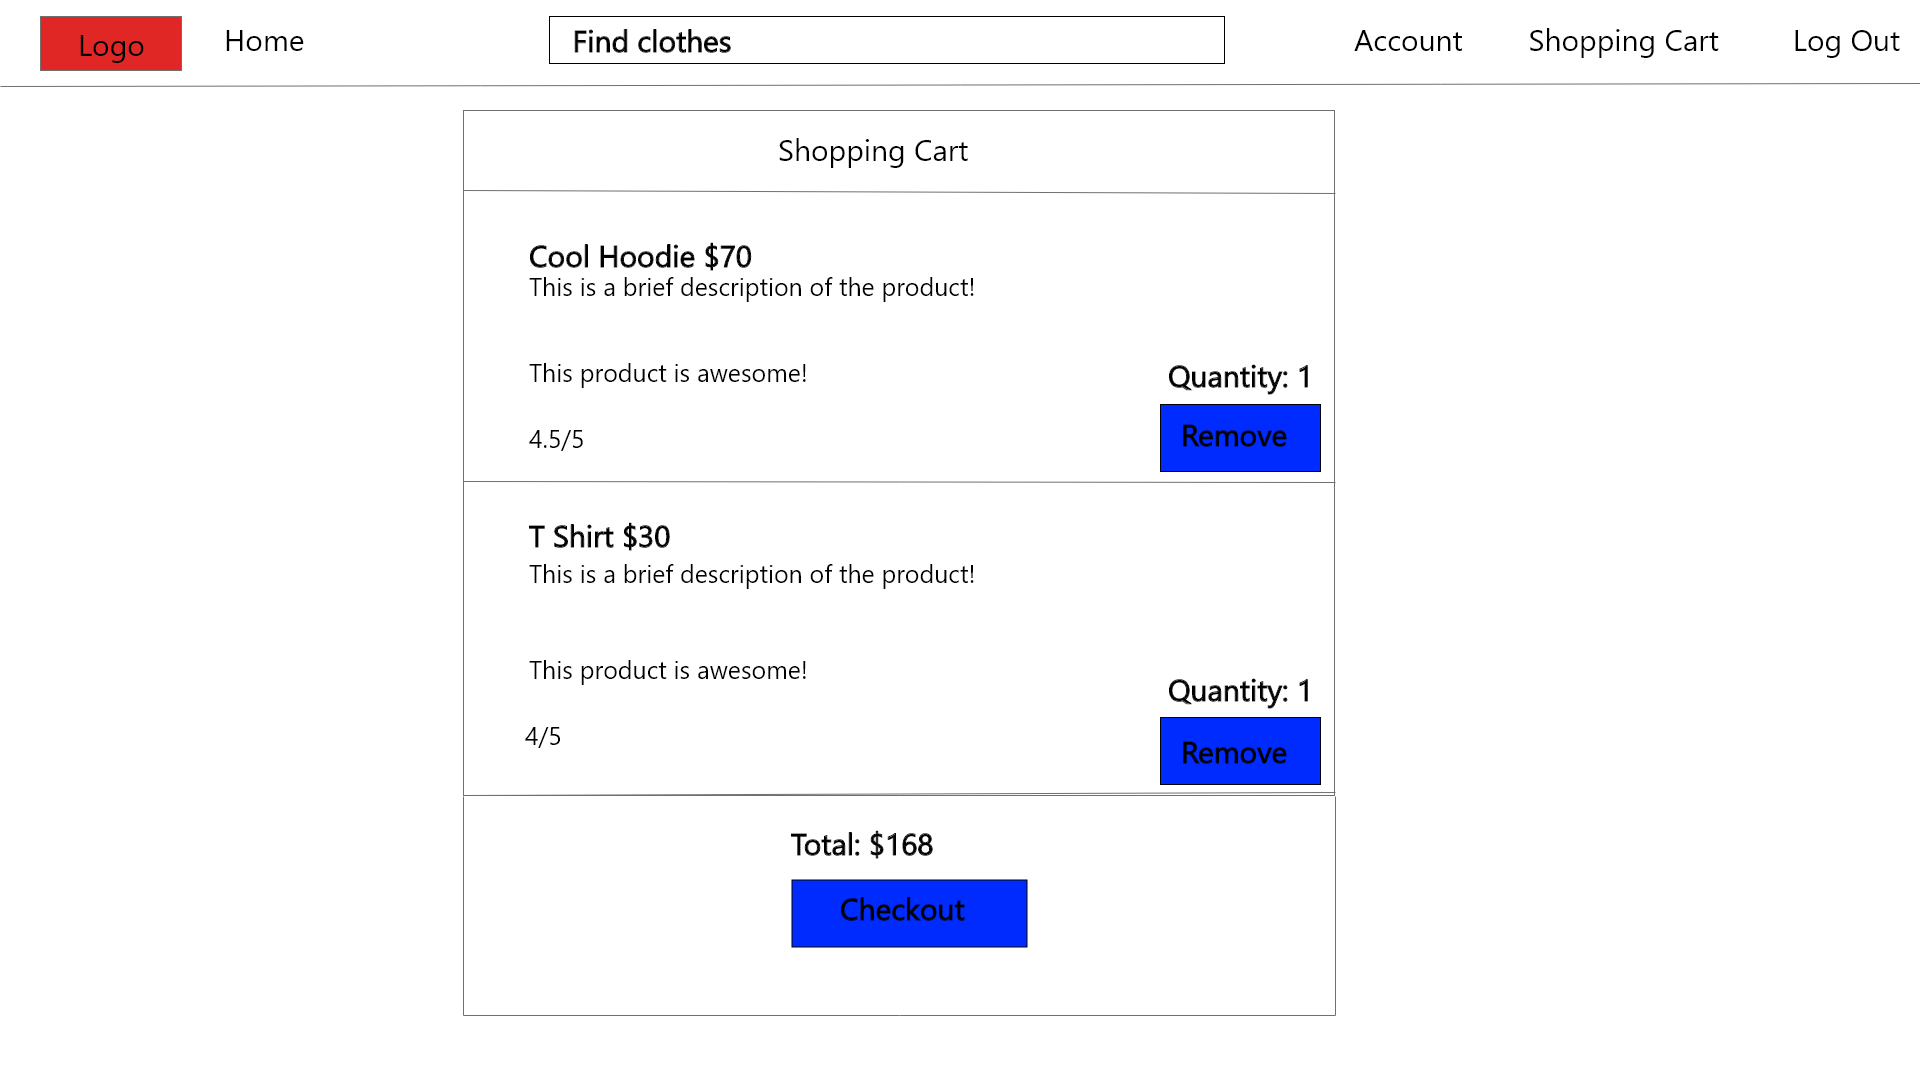 Logo
Home
Find clothes
Account
Shopping Cart
Log Out
Shopping Cart
Cool Hoodie $70
This is a brief description of the product!
This product is awesome!
Quantity: 1
Remove
4.5/5
T Shirt $30
This is a brief description of the product!
This product is awesome!
Quantity: 1
4/5
Remove
Total: $168
Checkout